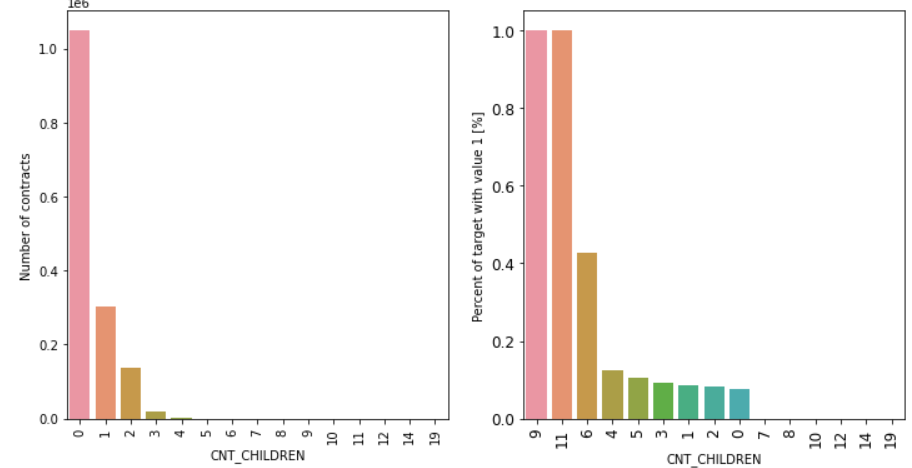 1e6
Number of contracts
1.0
0.8
0.6
0.4
0.2
0.0
0 1 2 3 4 5 6 7 8 9 10 11 12 14 19
CNT_CHILDREN
Percent of target with value 1 [%]
1.0
0.8
0.6
0.4
0.2
0.0
9 11 6 4 5 3 1 2 0 7 8 10 12 14 19
CNT_CHILDREN